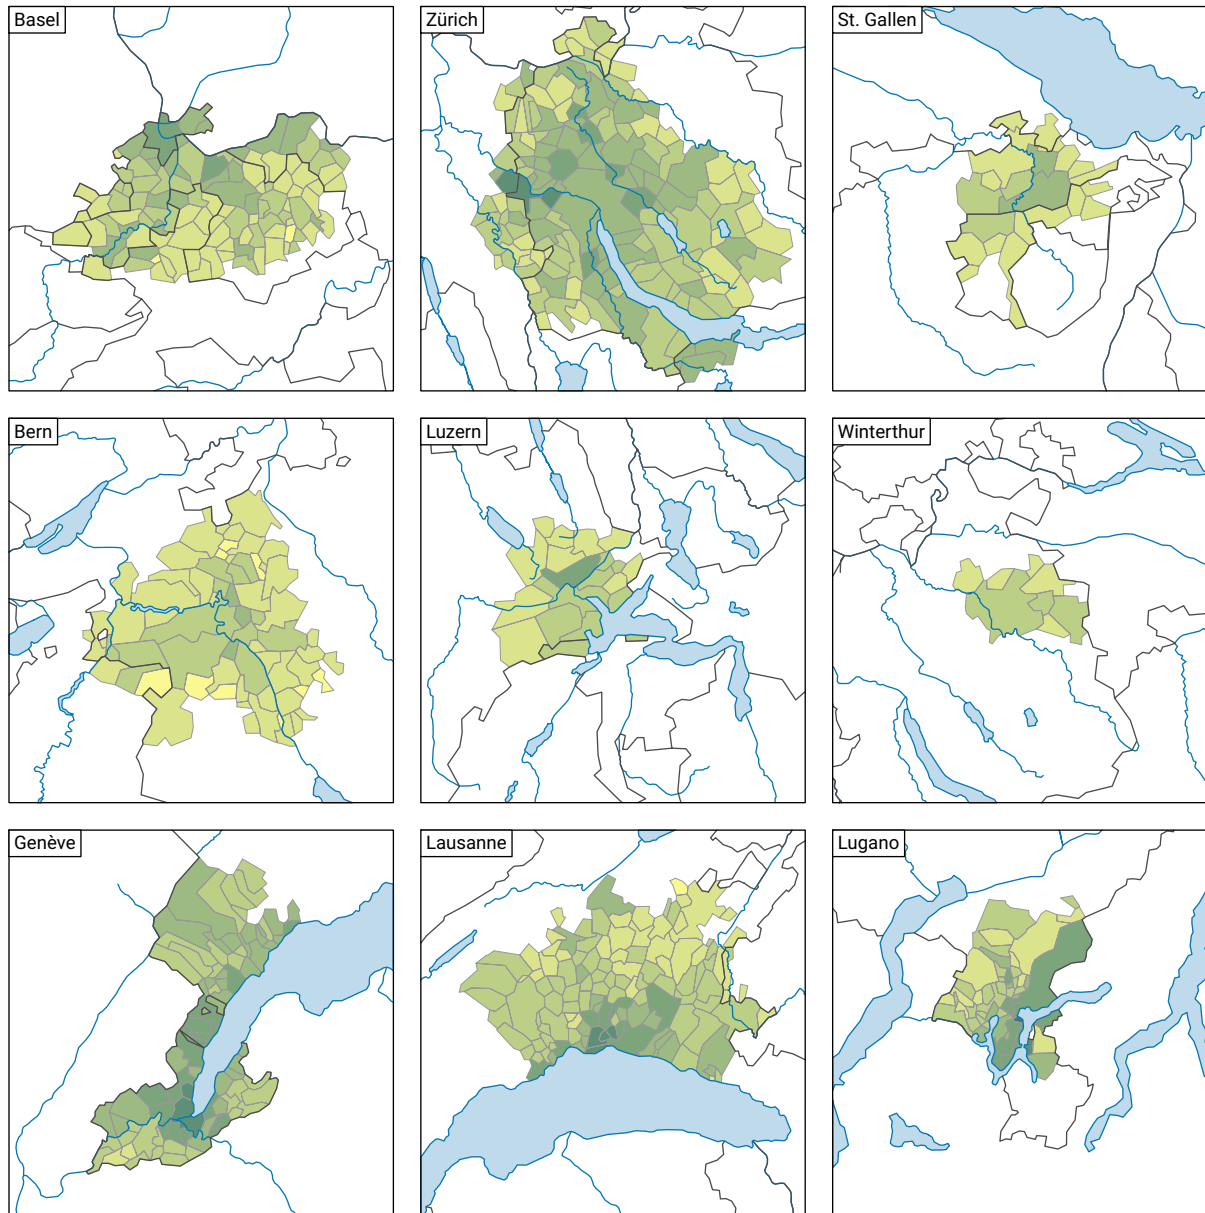 Basel
Zürich
St. Gallen
Bern
Luzern
Winterthur
Genève
Lausanne
Lugano